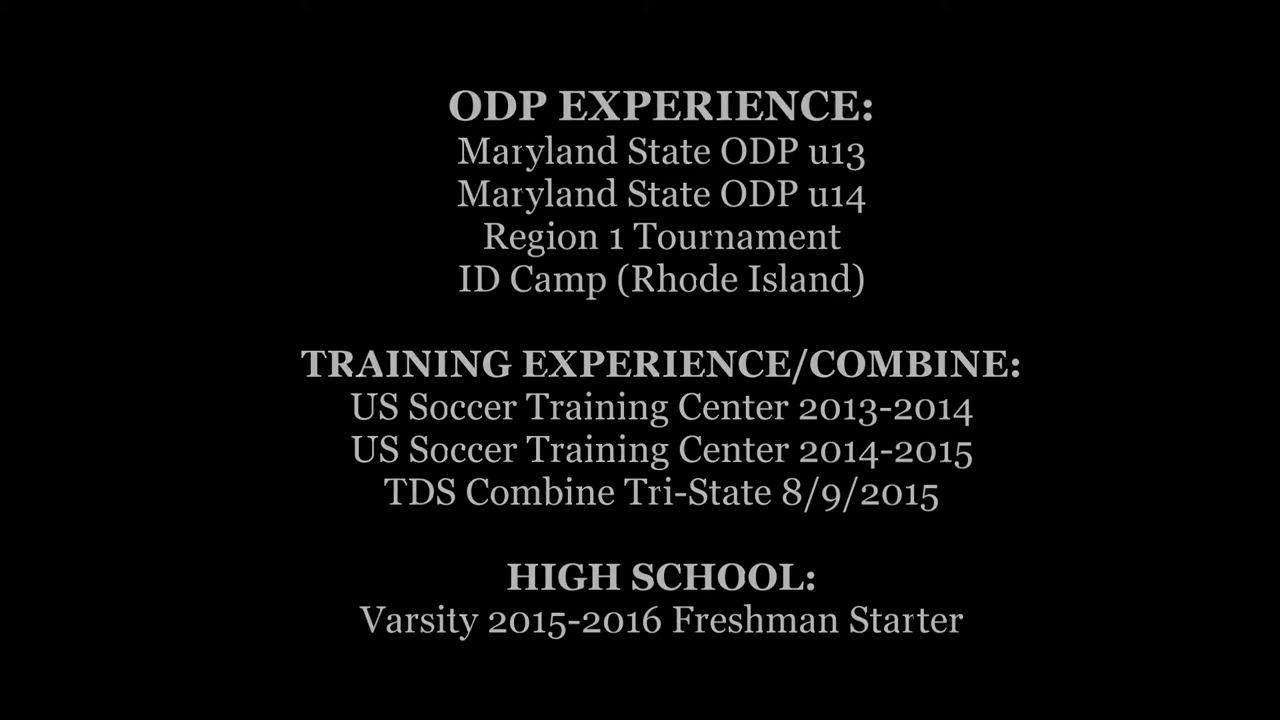 ODP EXPERIENCE:
Maryland State ODP u13
Maryland State ODP u14
Region 1 Tournament
ID Camp (Rhode Island)
TRAINING EXPERIENCE/COMBINE:
US Soccer Training Center 2013-2014
US Soccer Training Center 2014-2015
TDS Combine Tri-State 8/9/2015
HIGH SCHOOL:
Varsity 2015-2016 Freshman Starter